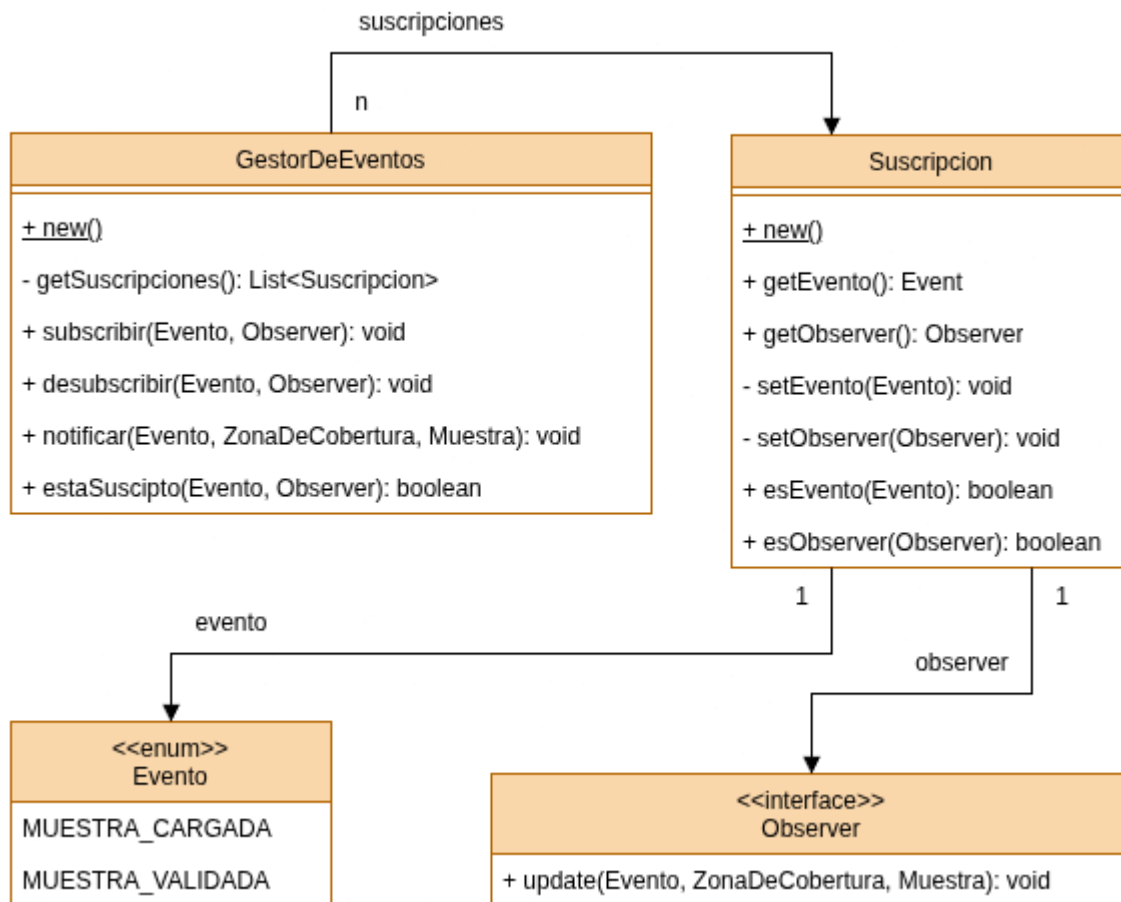 suscripciones
n
GestorDeEventos
+ new()
- getSuscripciones(): List<Suscripcion>
+ subscribir(Evento, Observer): void
+ desubscribir(Evento, Observer): void
+ notificar(Evento, ZonaDeCobertura, Muestra): void
+ estaSuscipto(Evento, Observer): boolean
Suscripcion
+ new()
+ getEvento(): Event
+ getObserver(): Observer
- setEvento(Evento): void
- setObserver(Observer): void
+ esEvento(Evento): boolean
+ esObserver(Observer): boolean
1
1
evento
observer
<<enum>>
Evento
MUESTRA_CARGADA
MUESTRA_VALIDADA
<<interface>>
Observer
+ update(Evento, ZonaDeCobertura, Muestra): void